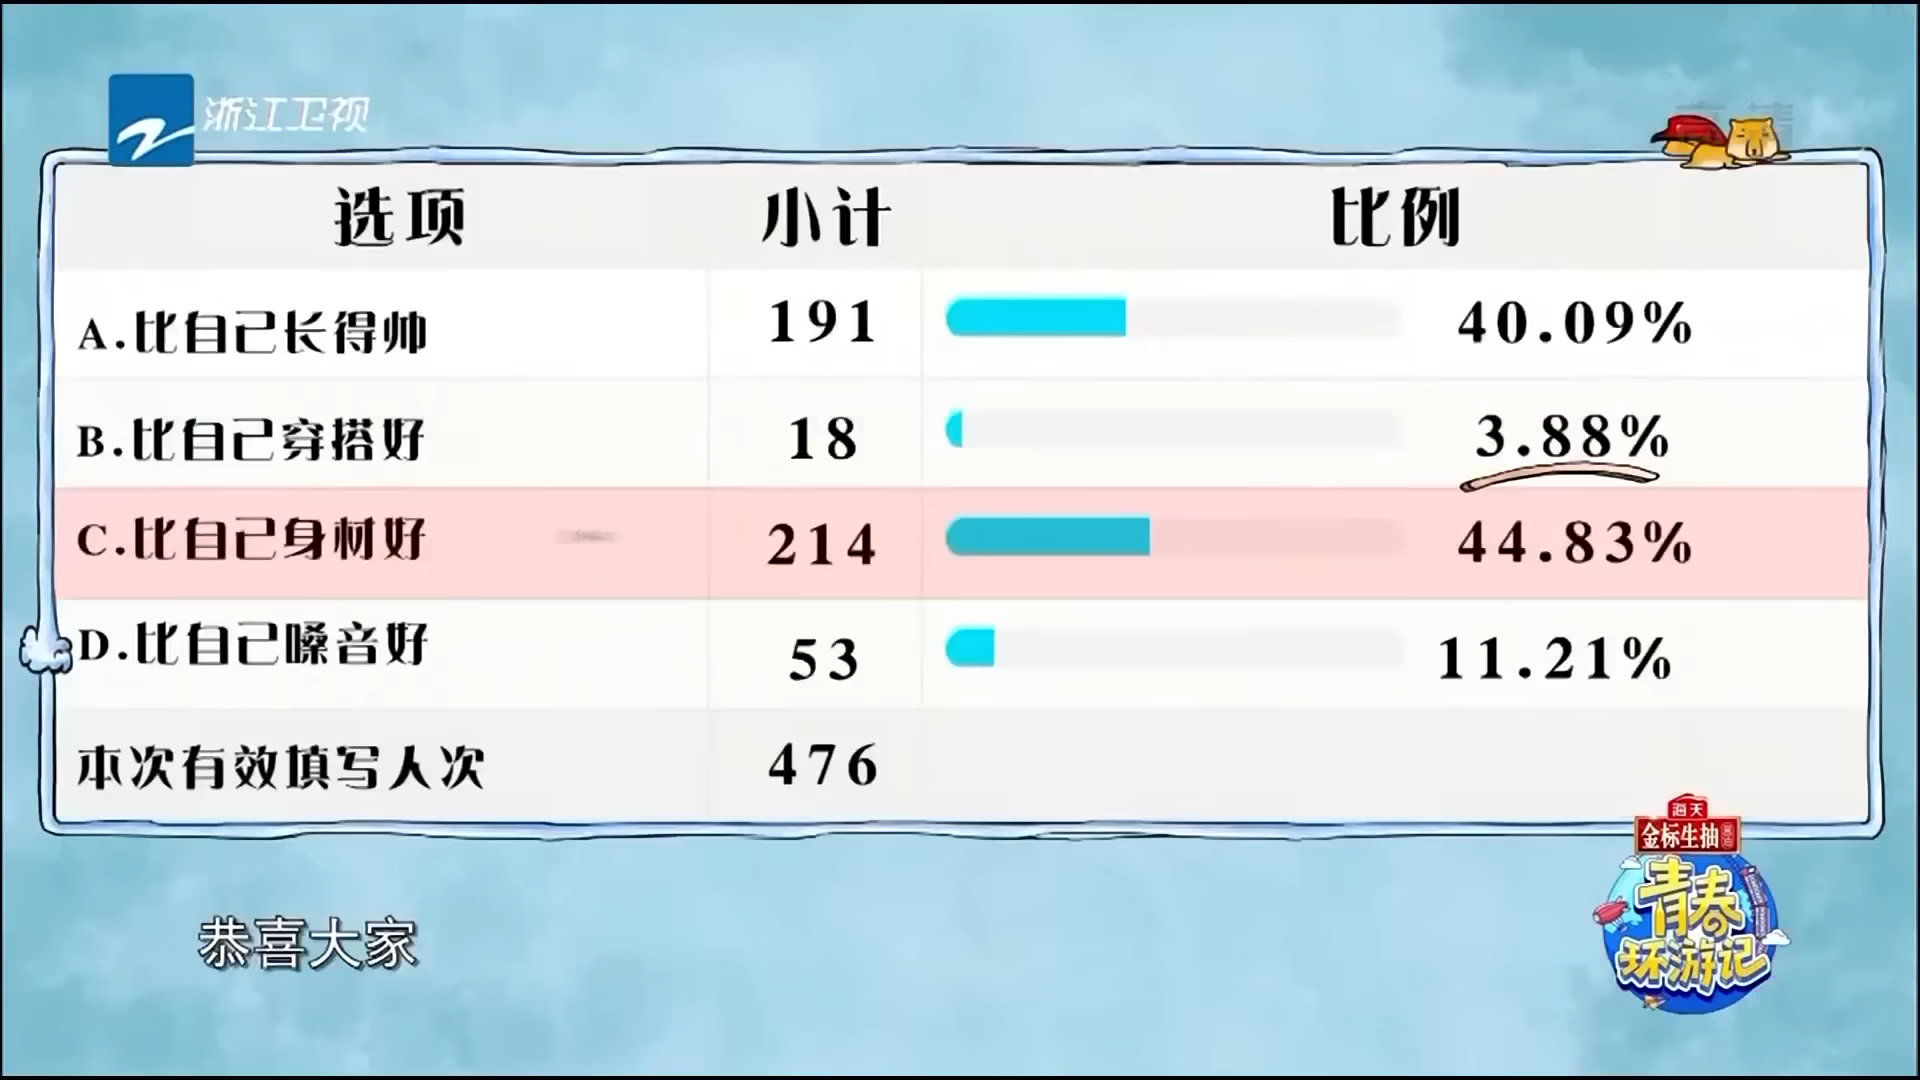 浙江卫视
高清
选项 小计 比例
A.比自己长得帅 191 40.09%
B.比自己穿搭好 18 3.88%
C.比自己身材好 214 44.83%
D.比自己嗓音好 53 11.21%
本次有效填写人次 476
海天
金标生抽
青春
环游记
恭喜大家